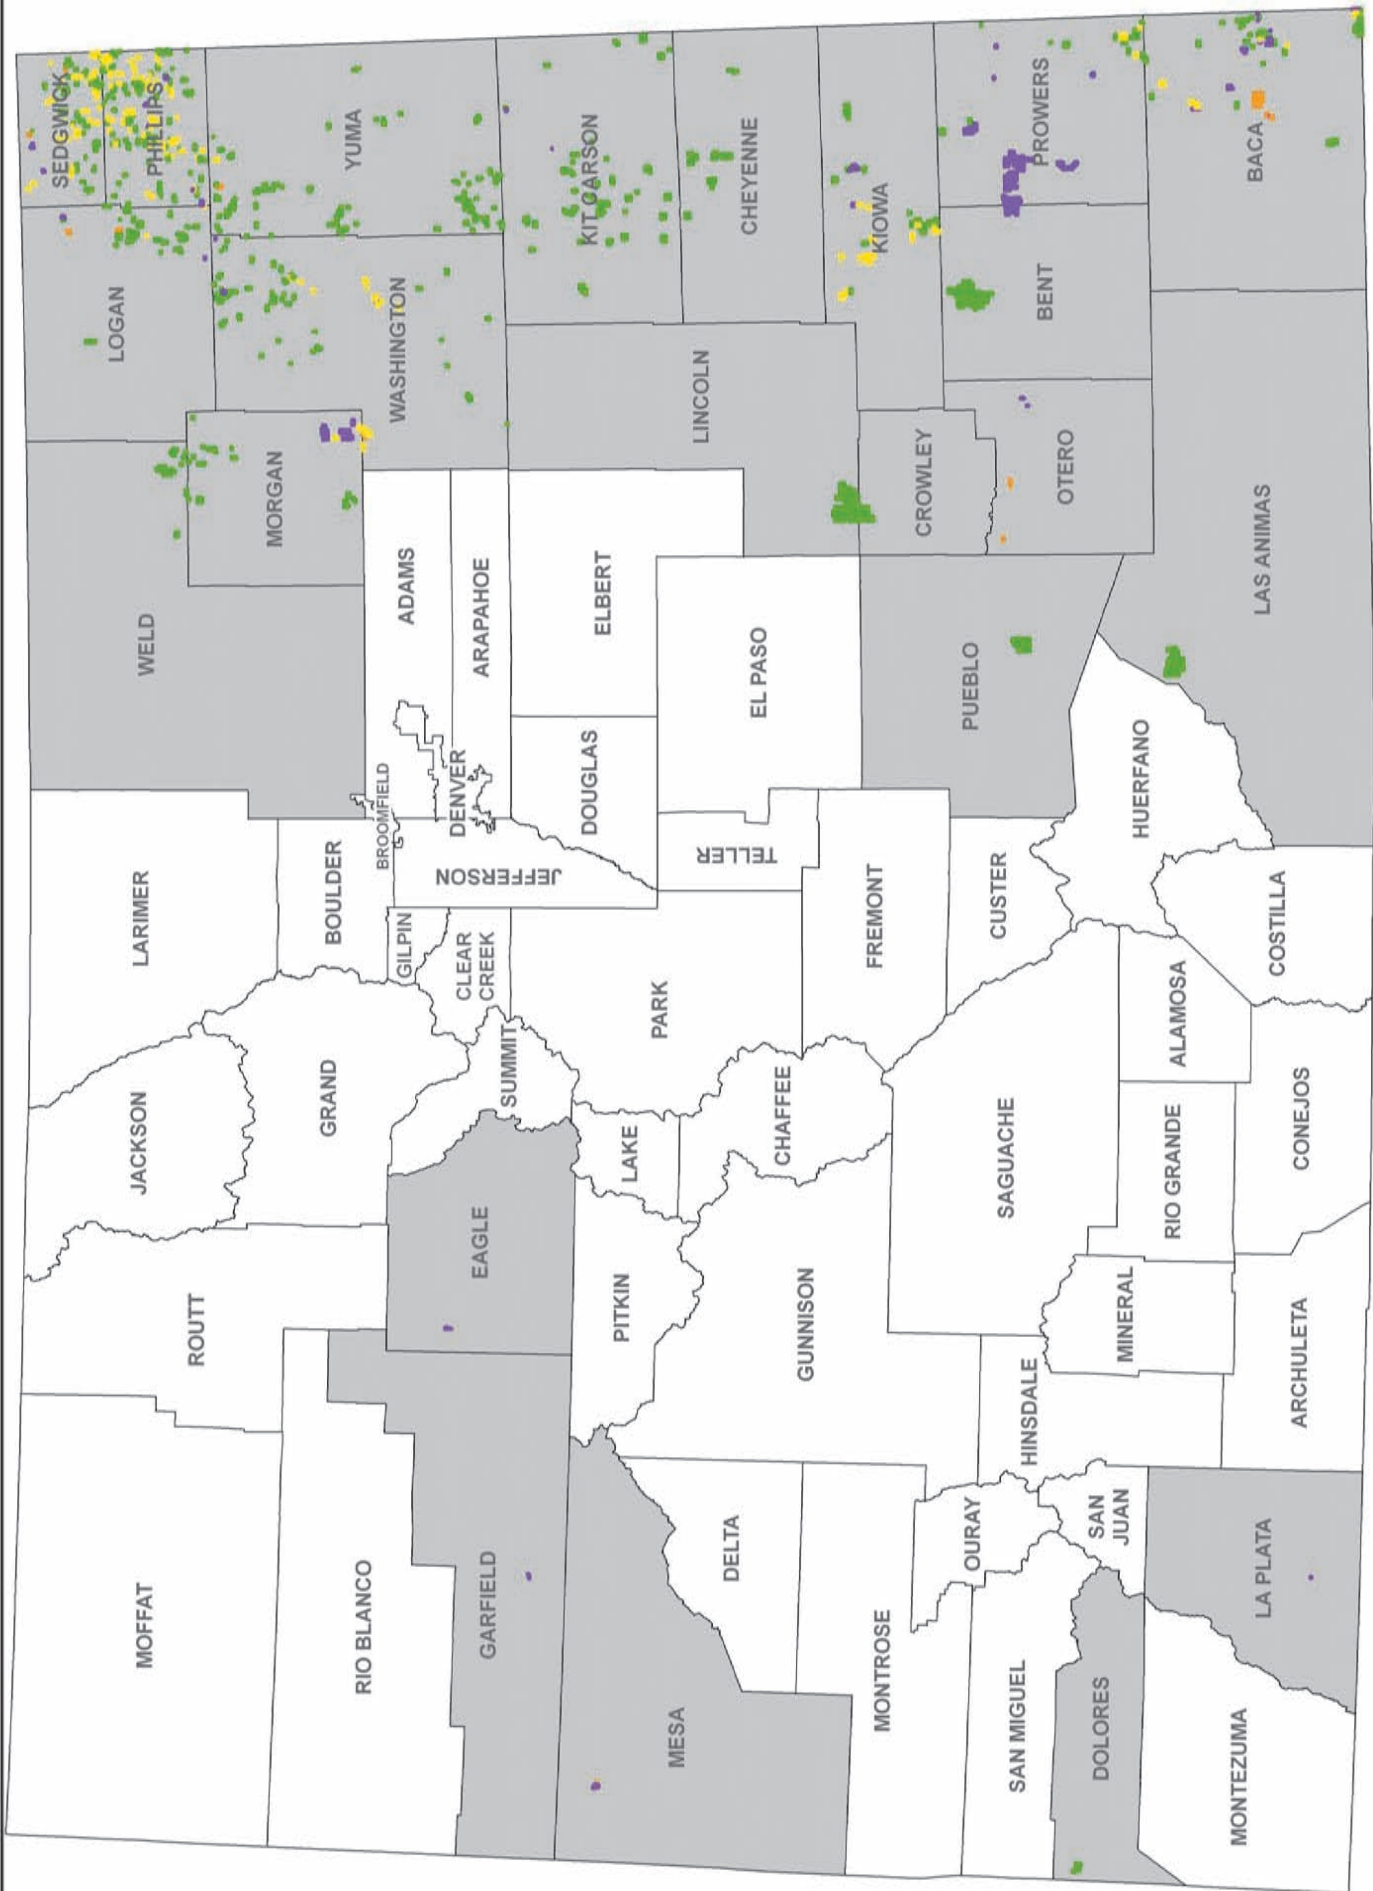 MOFFAT
ROUTT
JACKSON
LARIMER
WELD
LOGAN
SEDGWICK
PHILLIPS
RIO BLANCO
GRAND
BOULDER
BROOMFIELD
GILPIN
MORGAN
WASHINGTON
YUMA
GARFIELD
EAGLE
SUMMIT
CLEAR
CREEK
JEFFERSON
DENVER
ADAMS
ARAPAHOE
MESA
PITKIN
LAKE
PARK
DOUGLAS
ELBERT
LINCOLN
KIT CARSON
DELTA
GUNNISON
CHAFFEE
TELLER
EL PASO
CHEYENNE
MONTROSE
OURAY
SAGUACHE
FREMONT
CUSTER
PUEBLO
CROWLEY
KIOWA
SAN MIGUEL
HINSDALE
OTERO
BENT
PROWERS
DOLORES
SAN
JUAN
MINERAL
RIO GRANDE
ALAMOSA
HUERFANO
MONTEZUMA
LA PLATA
ARCHULETA
CONEJOS
COSTILLA
LAS ANIMAS
BACA